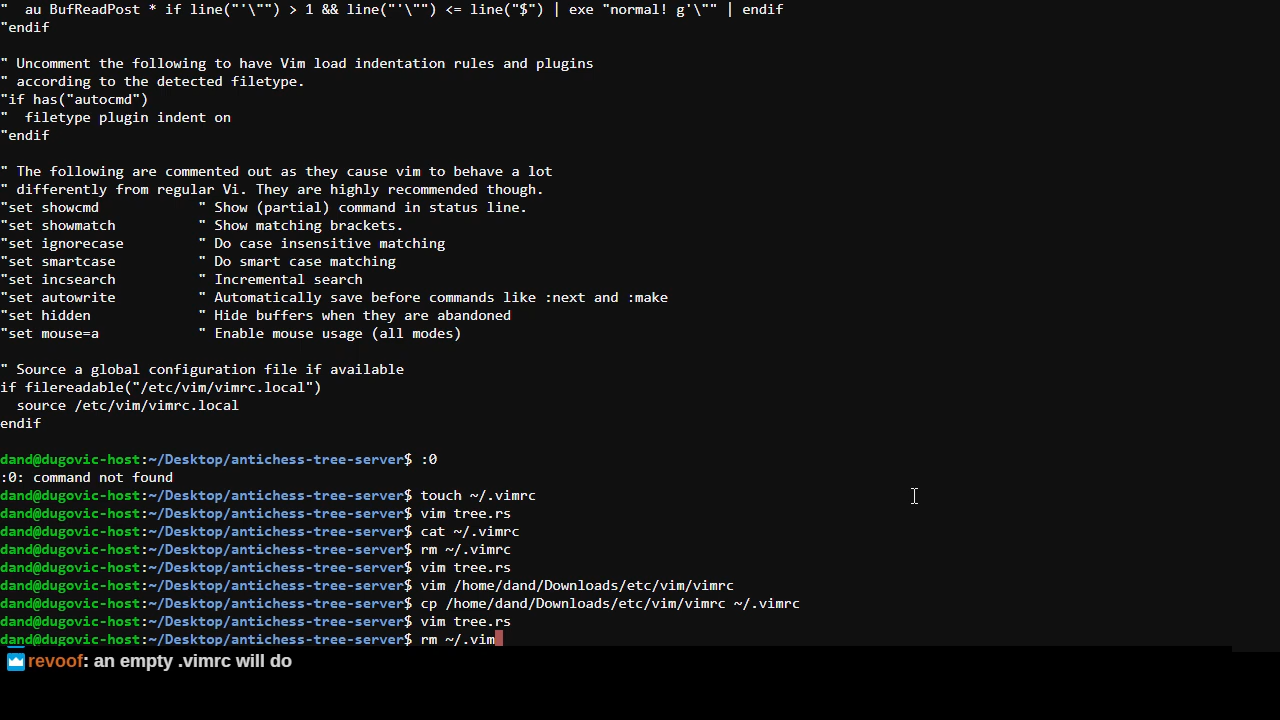 "  au BufReadPost * if line("'\"") > 1 && line("'\"") <= line("$") | exe "normal! g'\"" | endif
"endif
" Uncomment the following to have Vim load indentation rules and plugins
" according to the detected filetype.
"if has("autocmd")
"  filetype plugin indent on
"endif
" The following are commented out as they cause vim to behave a lot
" differently from regular Vi. They are highly recommended though.
"set showcmd            " Show (partial) command in status line.
"set showmatch          " Show matching brackets.
"set ignorecase         " Do case insensitive matching
"set smartcase          " Do smart case matching
"set incsearch          " Incremental search
"set autowrite          " Automatically save before commands like :next and :make
"set hidden             " Hide buffers when they are abandoned
"set mouse=a            " Enable mouse usage (all modes)
" Source a global configuration file if available
if filereadable("/etc/vim/vimrc.local")
  source /etc/vim/vimrc.local
endif
dand@dugovic-host:~/Desktop/antichess-tree-server$ :0
:0: command not found
dand@dugovic-host:~/Desktop/antichess-tree-server$ touch ~/.vimrc
dand@dugovic-host:~/Desktop/antichess-tree-server$ vim tree.rs
dand@dugovic-host:~/Desktop/antichess-tree-server$ cat ~/.vimrc
dand@dugovic-host:~/Desktop/antichess-tree-server$ rm ~/.vimrc
dand@dugovic-host:~/Desktop/antichess-tree-server$ vim tree.rs
dand@dugovic-host:~/Desktop/antichess-tree-server$ vim /home/dand/Downloads/etc/vim/vimrc
dand@dugovic-host:~/Desktop/antichess-tree-server$ cp /home/dand/Downloads/etc/vim/vimrc ~/.vimrc
dand@dugovic-host:~/Desktop/antichess-tree-server$ vim tree.rs
dand@dugovic-host:~/Desktop/antichess-tree-server$ rm ~/.vim
revoof: an empty .vimrc will do